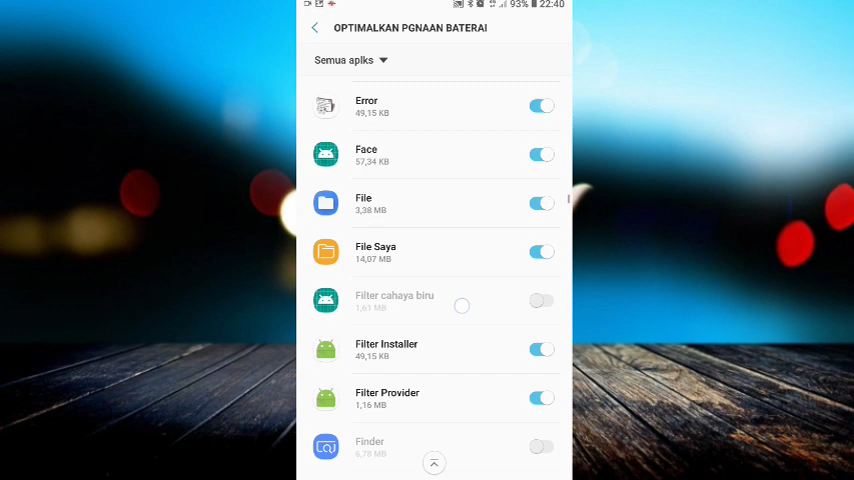 93% 22:40
OPTIMALKAN PGNAAN BATERAI
Semua aplks
Error
49,15 KB
Face
57,34 KB
File
3,38 MB
File Saya
14,07 MB
Filter cahaya biru
1,61 MB
Filter Installer
49,15 KB
Filter Provider
1,16 MB
Finder
6,78 MB